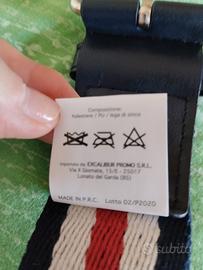 Composizione:
Poliestere / PU / lega di zinco
Importato da EXCALIBUR PROMO S.R.L.
Via X Giornate, 15/B - 25017
Lonato del Garda (BS)
MADE IN P.R.C. Lotto 02/P2020
subito